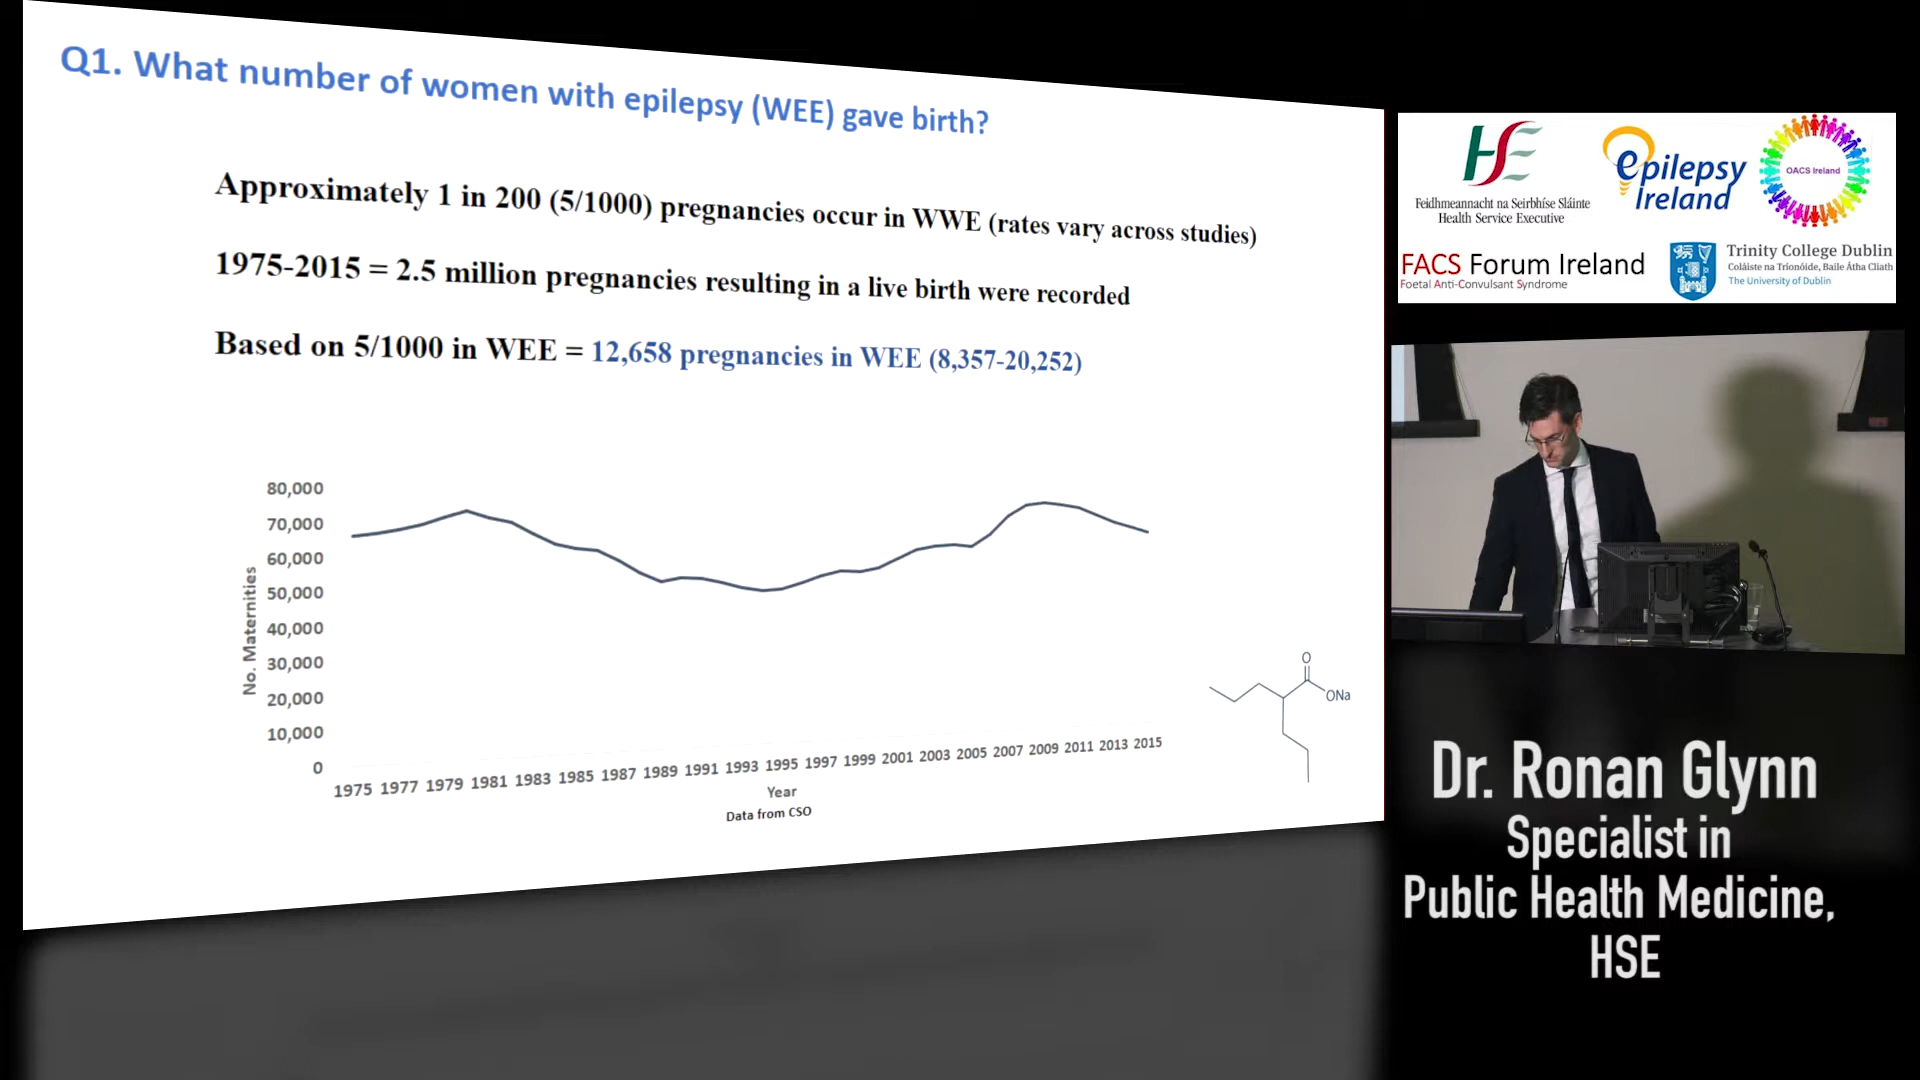 Q1. What number of women with epilepsy (WEE) gave birth?
Approximately 1 in 200 (5/1000) pregnancies occur in WWE (rates vary across studies)
1975-2015 = 2.5 million pregnancies resulting in a live birth were recorded
Based on 5/1000 in WEE = 12,658 pregnancies in WEE (8,357-20,252)
80,000
70,000
60,000
50,000
40,000
30,000
20,000
10,000
0
No. Maternities
1975 1977 1979 1981 1983 1985 1987 1989 1991 1993 1995 1997 1999 2001 2003 2005 2007 2009 2011 2013 2015
Year
Data from CSO
O
ONa
HSE
Feidhmeannacht na Seirbhíse Sláinte
Health Service Executive
epilepsy
Ireland
OACS Ireland
FACS Forum Ireland
Foetal Anti-Convulsant Syndrome
Trinity College Dublin
Coláiste na Tríonóide, Baile Átha Cliath
The University of Dublin
Dr. Ronan Glynn
Specialist in
Public Health Medicine,
HSE